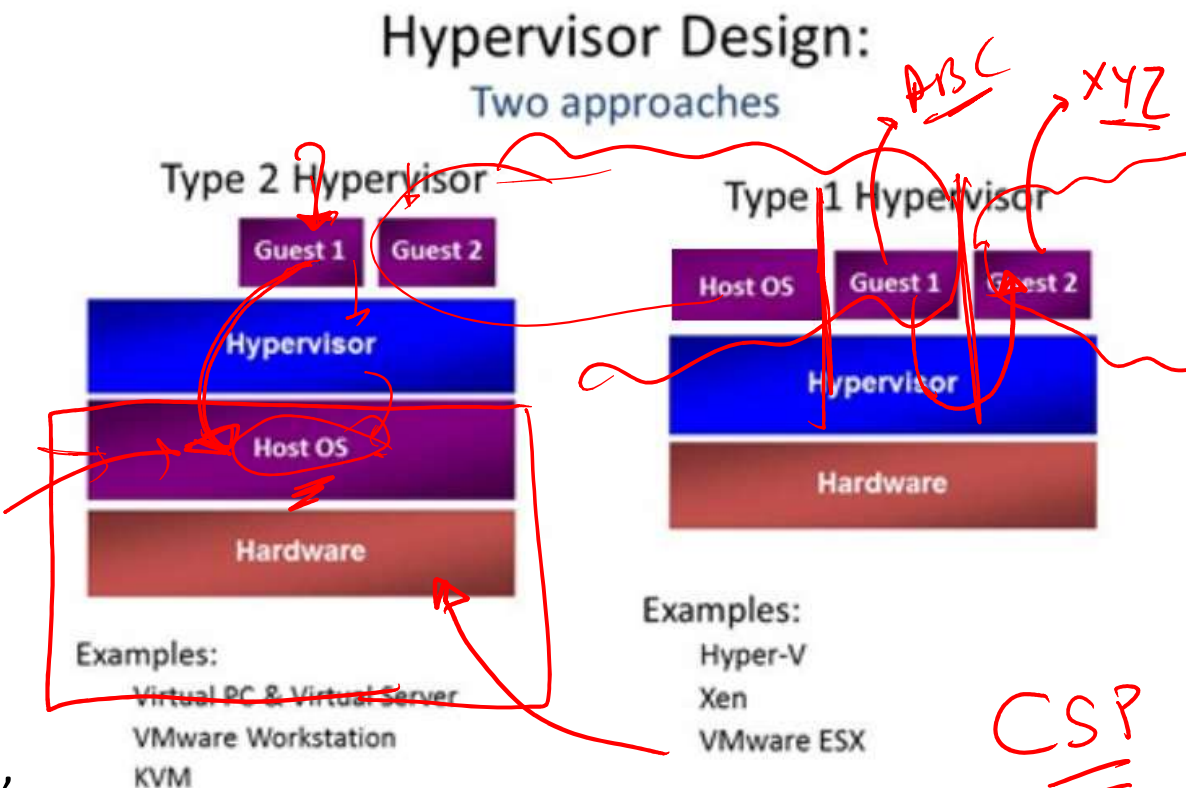 Hypervisor Design:
Two approaches
ABC
XYZ
Type 2 Hypervisor
Guest 1
Guest 2
Hypervisor
Host OS
Hardware
Examples:
Virtual PC & Virtual Server
VMware Workstation
KVM
Type 1 Hypervisor
Host OS
Guest 1
Guest 2
Hypervisor
Hardware
Examples:
Hyper-V
Xen
VMware ESX
CSP
,